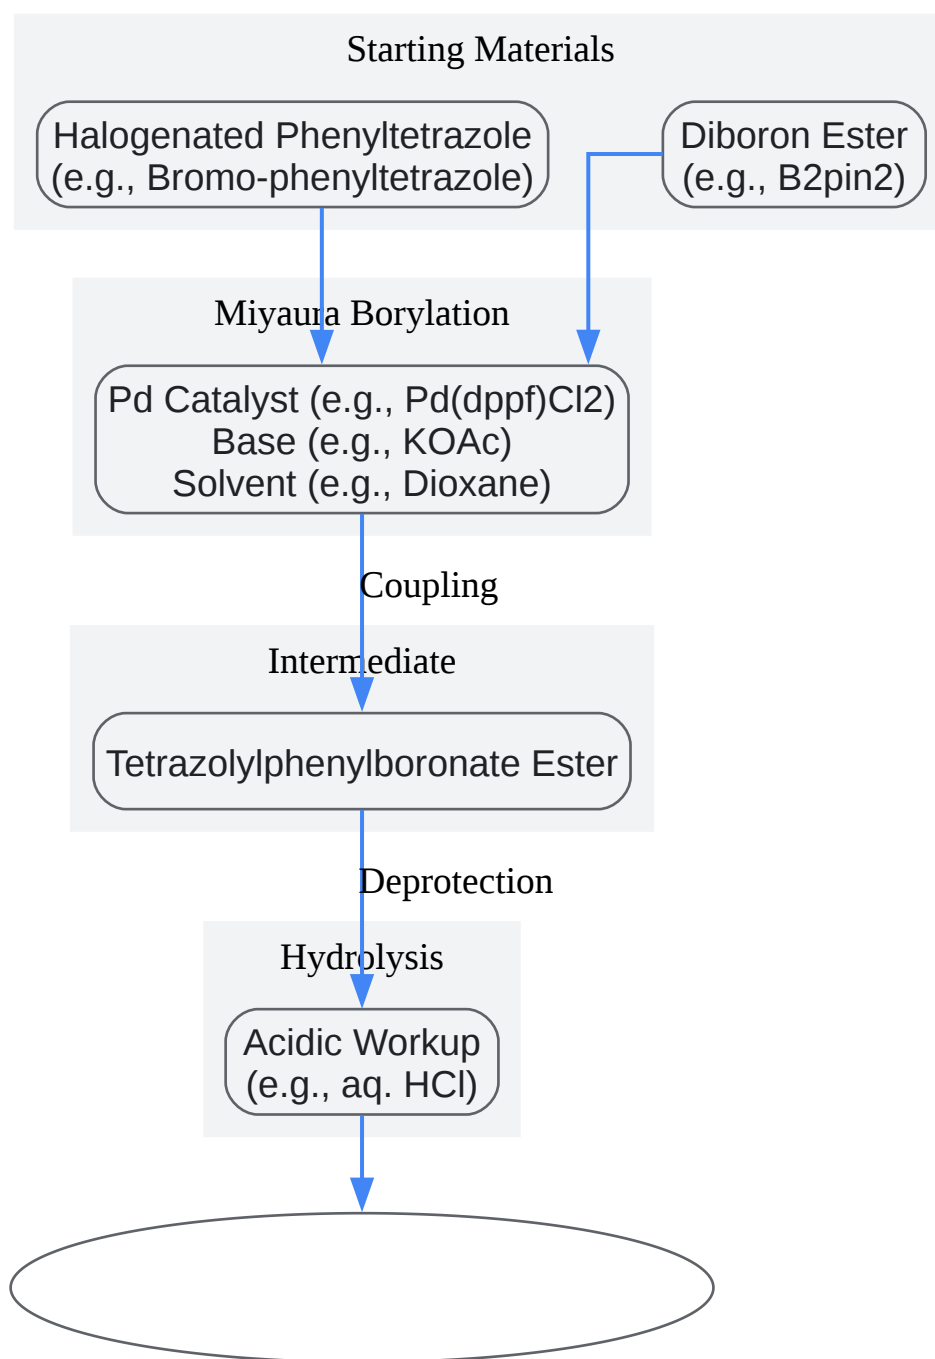 Starting Materials
Halogenated Phenyltetrazole
(e.g., Bromo-phenyltetrazole)
Diboron Ester
(e.g., B2pin2)
Miyaura Borylation
Pd Catalyst (e.g., Pd(dppf)Cl2)
Base (e.g., KOAc)
Solvent (e.g., Dioxane)
Coupling
Intermediate
Tetrazolylphenylboronate Ester
Deprotection
Hydrolysis
Acidic Workup
(e.g., aq. HCl)